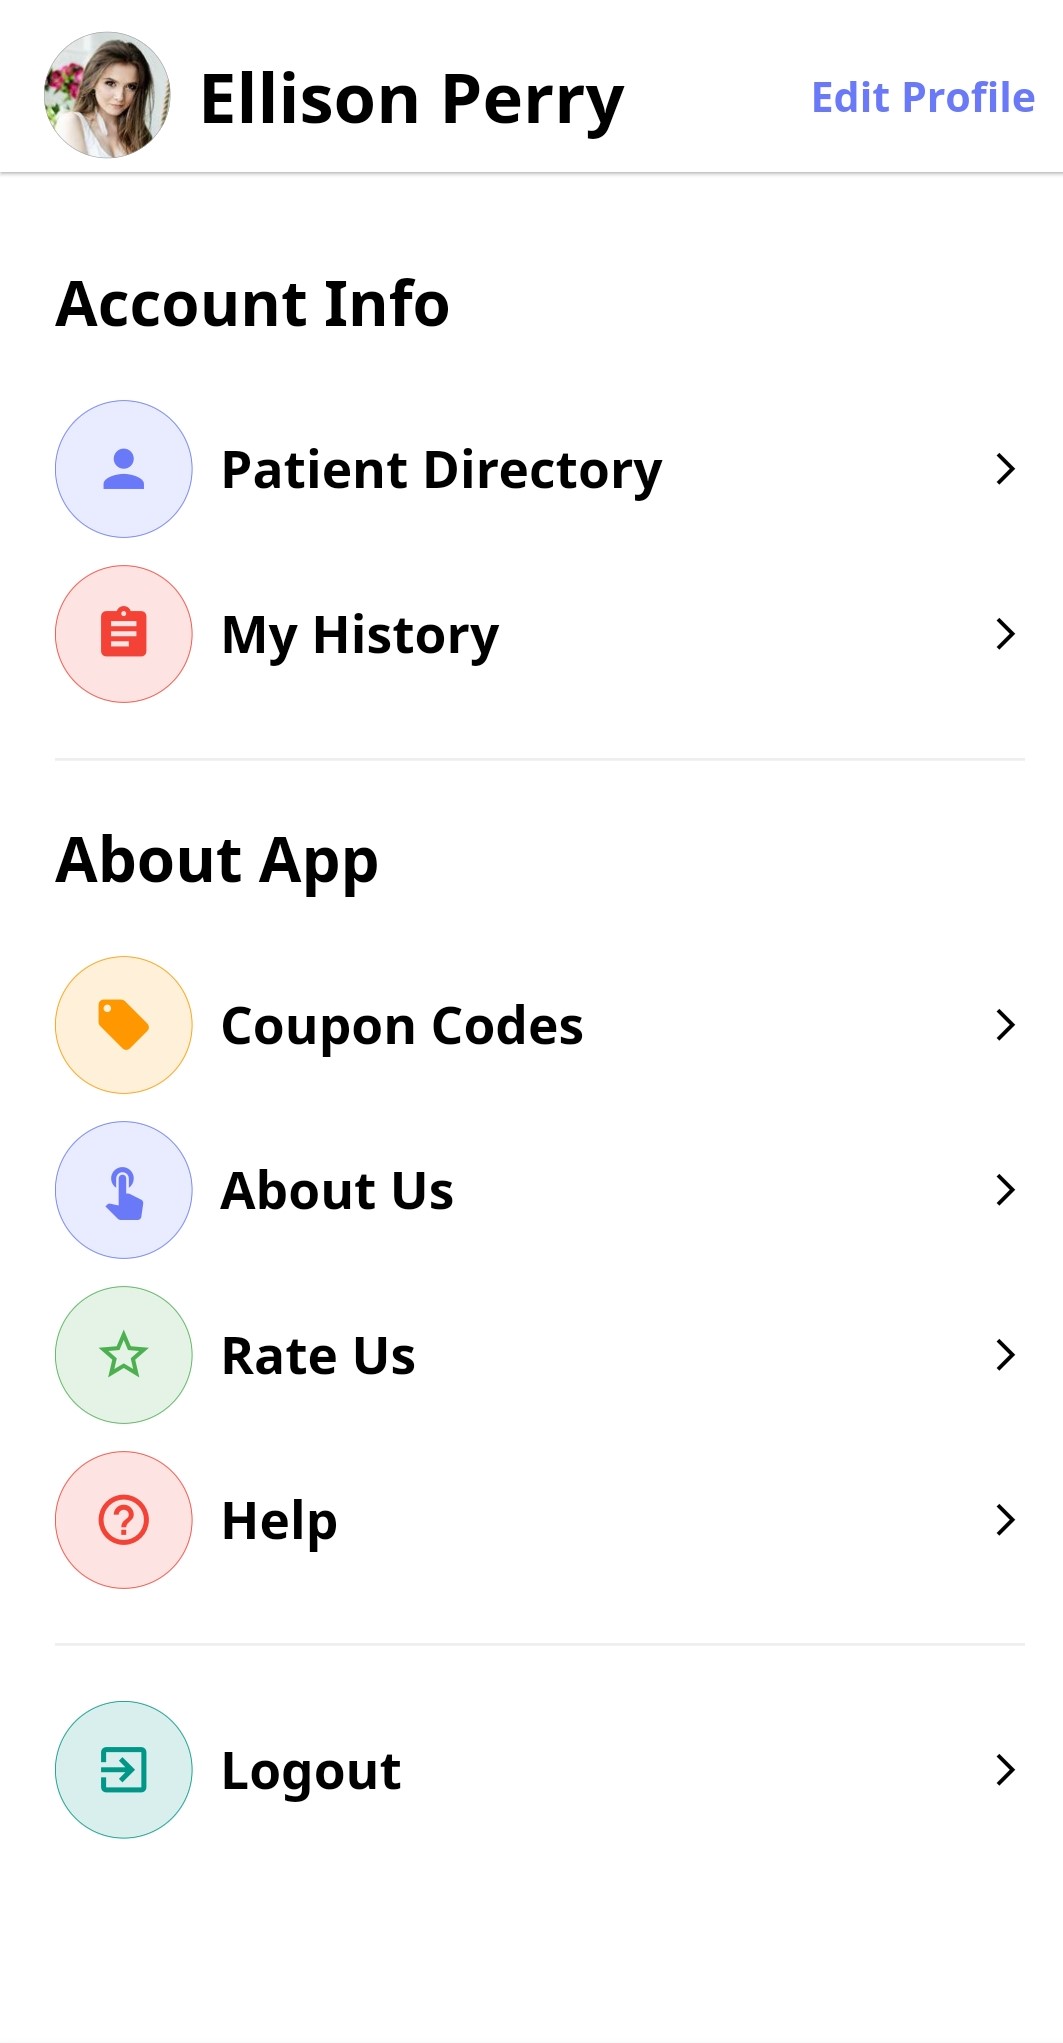 Ellison Perry
Edit Profile
Account Info
Patient Directory
My History
About App
Coupon Codes
About Us
Rate Us
Help
Logout